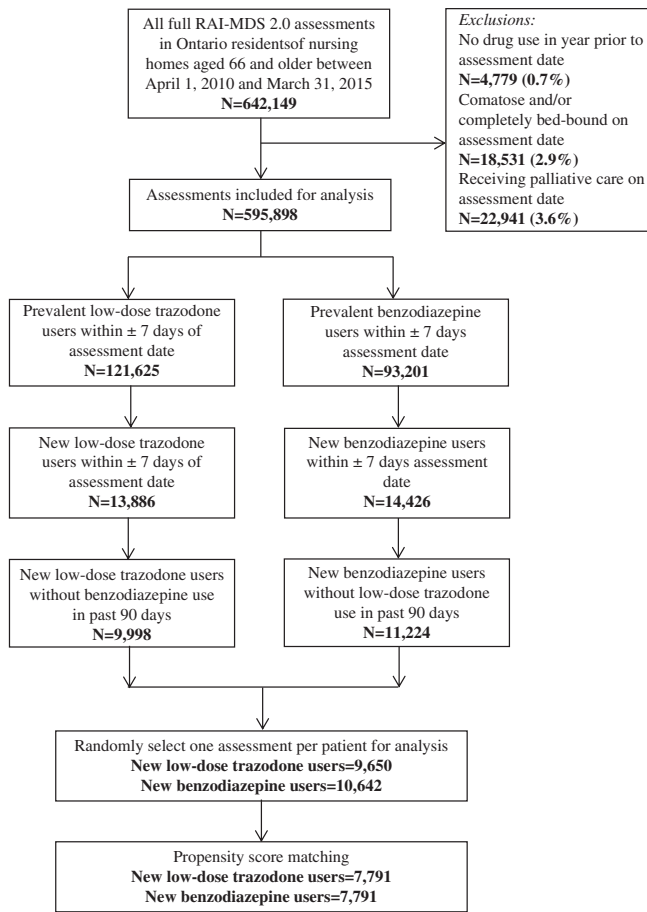 All full RAI-MDS 2.0 assessments
in Ontario residentsof nursing
homes aged 66 and older between
April 1, 2010 and March 31, 2015
N=642,149
Exclusions:
No drug use in year prior to
assessment date
N=4,779 (0.7%)
Comatose and/or
completely bed-bound on
assessment date
N=18,531 (2.9%)
Receiving palliative care on
assessment date
N=22,941 (3.6%)
Assessments included for analysis
N=595,898
Prevalent low-dose trazodone
users within ± 7 days of
assessment date
N=121,625
Prevalent benzodiazepine
users within ± 7 days
assessment date
N=93,201
New low-dose trazodone
users within ± 7 days of
assessment date
N=13,886
New benzodiazepine users
within ± 7 days assessment
date
N=14,426
New low-dose trazodone users
without benzodiazepine use
in past 90 days
N=9,998
New benzodiazepine users
without low-dose trazodone
use in past 90 days
N=11,224
Randomly select one assessment per patient for analysis
New low-dose trazodone users=9,650
New benzodiazepine users=10,642
Propensity score matching
New low-dose trazodone users=7,791
New benzodiazepine users=7,791